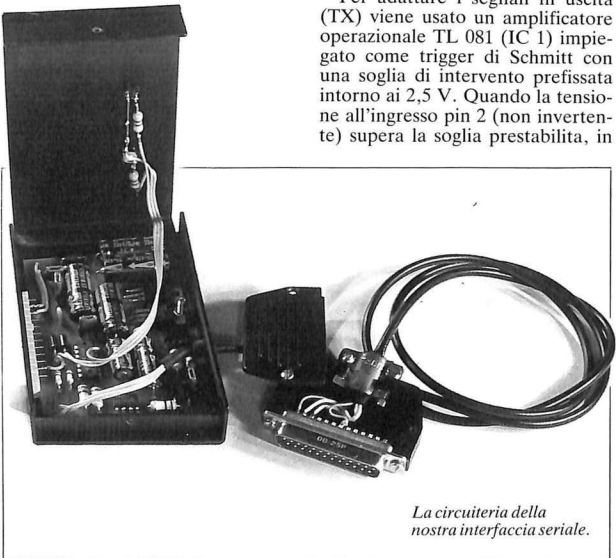 Per adattare i segnali in uscita
(TX) viene usato un amplificatore
operazionale TL 081 (IC 1) impie-
gato come trigger di Schmitt con
una soglia di intervento prefissata
intorno ai 2,5 V. Quando la tensio-
ne all'ingresso pin 2 (non inverten-
te) supera la soglia prestabilita, in
DB 25P
La circuiteria della
nostra interfaccia seriale.